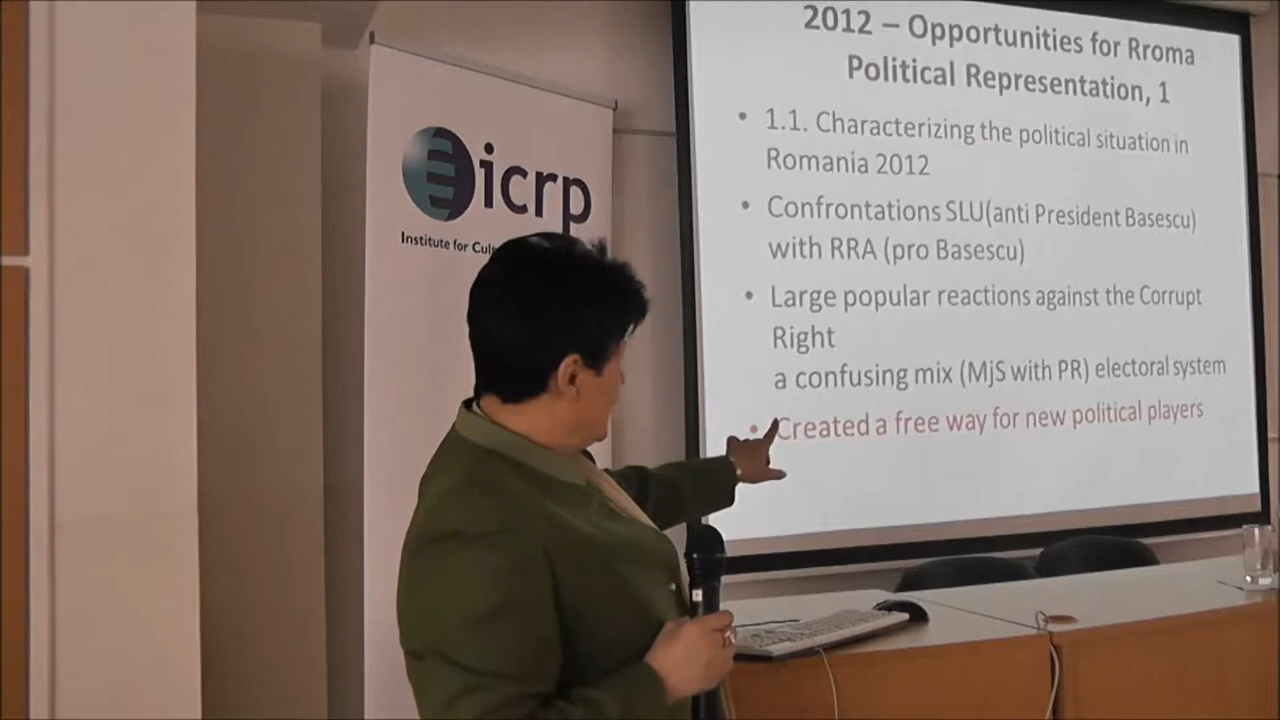 icrp
Institute for
2012 – Opportunities for Rroma
Political Representation, 1
• 1.1. Characterizing the political situation in
Romania 2012
• Confrontations SLU(anti President Basescu)
with RRA (pro Basescu)
• Large popular reactions against the Corrupt
Right
a confusing mix (MjS with PR) electoral system
• Created a free way for new political players